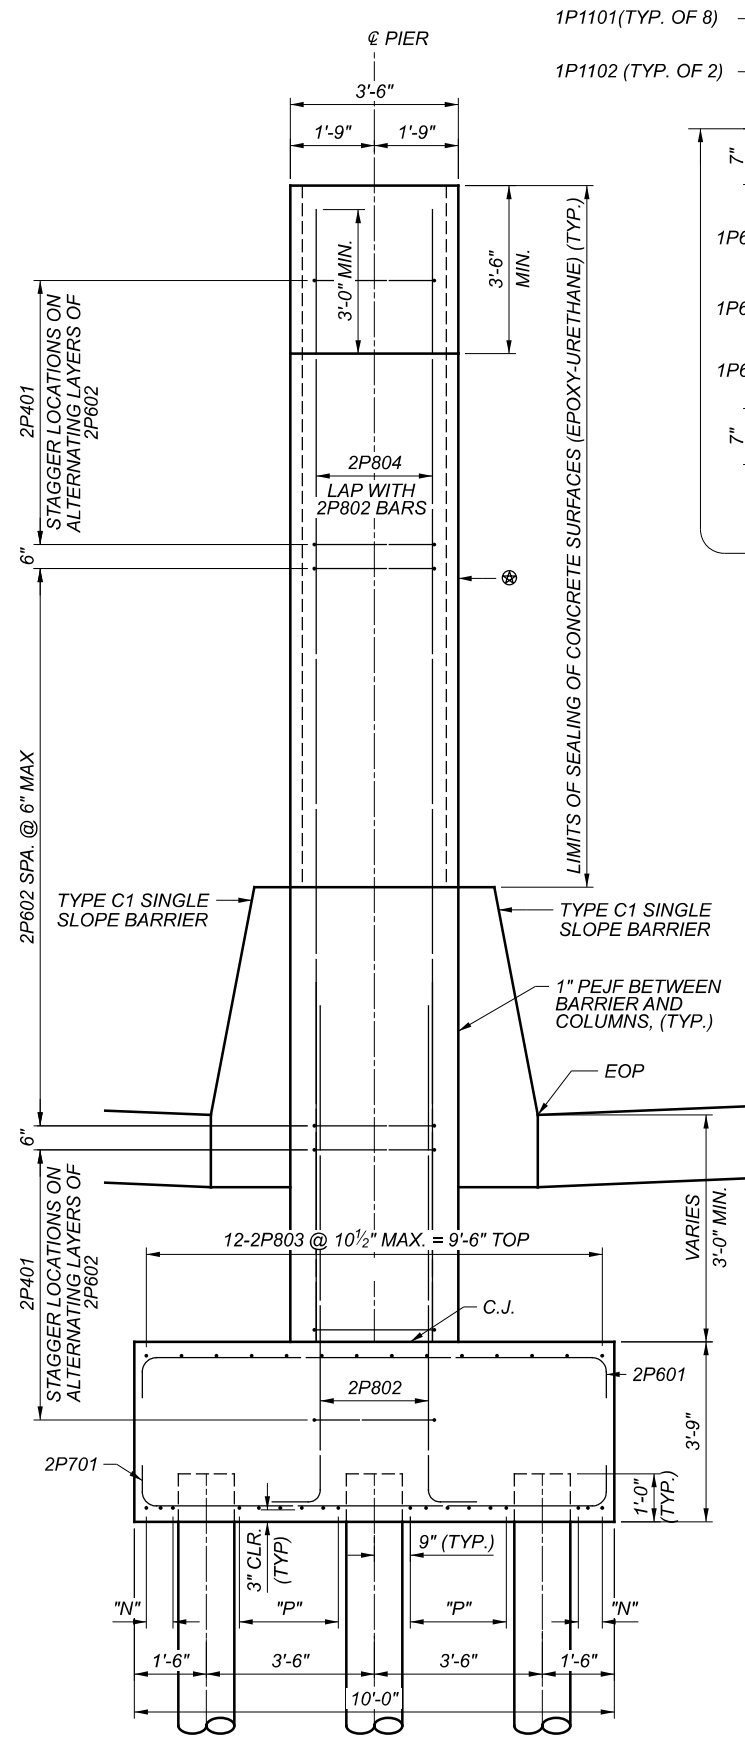 1P1101(TYP. OF 8)
℄ PIER
1P1102 (TYP. OF 2)
3'-6"
1'-9"
1'-9"
7"
1P6
1P6
1P6
7"
3'-0" MIN.
3'-6"
MIN.
LIMITS OF SEALING OF CONCRETE SURFACES (EPOXY-URETHANE) (TYP.)
2P401
STAGGER LOCATIONS ON
ALTERNATING LAYERS OF
2P602
2P804
LAP WITH
2P802 BARS
6"
2P602 SPA. @ 6" MAX
TYPE C1 SINGLE
SLOPE BARRIER
TYPE C1 SINGLE
SLOPE BARRIER
1" PEJF BETWEEN
BARRIER AND
COLUMNS, (TYP.)
EOP
6"
2P401
STAGGER LOCATIONS ON
ALTERNATING LAYERS OF
2P602
VARIES
3'-0" MIN.
12-2P803 @ 10½" MAX. = 9'-6" TOP
C.J.
2P802
2P601
3'-9"
2P701
1'-0"
(TYP.)
3" CLR.
(TYP)
9" (TYP.)
"N"
"P"
"P"
"N"
1'-6"
3'-6"
3'-6"
1'-6"
10'-0"